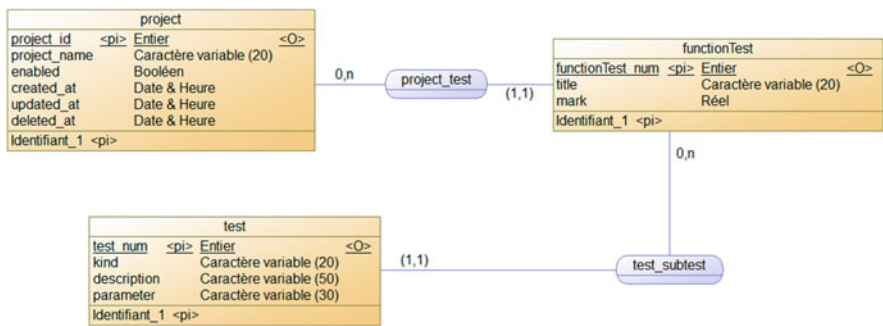 project
project_id <pi> Entier <O>
project_name Caractère variable (20)
enabled Booléen
created_at Date & Heure
updated_at Date & Heure
deleted_at Date & Heure
Identifiant_1 <pi>
0,n
project_test
(1,1)
functionTest
functionTest_num <pi> Entier <O>
title Caractère variable (20)
mark Réel
Identifiant_1 <pi>
0,n
test
test_num <pi> Entier <O>
kind Caractère variable (20)
description Caractère variable (50)
parameter Caractère variable (30)
Identifiant_1 <pi>
(1,1)
test_subtest